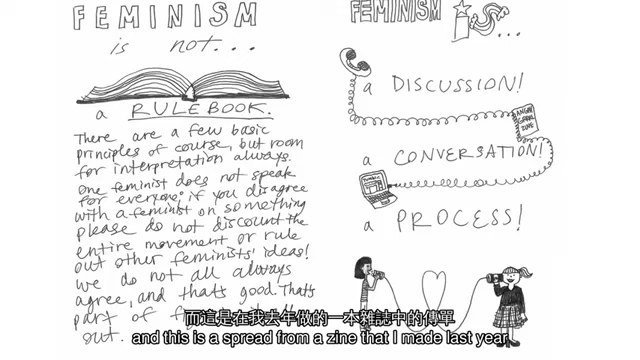 FEMINISM
is not...
a RULEBOOK.
There are a few basic
principles of course, but room
for interpretation always.
One feminist does not speak
for everyone; if you disagree
with a feminist on something
please do not discount the
entire movement or rule
out other feminists' ideas!
We do not all always
agree, and that's good. That's
part of
out.
FEMINISM
IS...
a DISCUSSION!
ANGRY
GRRRL
ZINE
a CONVERSATION!
tumblr
a PROCESS!
而這是在我去年做的一本雜誌中的傳單
and this is a spread from a zine that I made last year